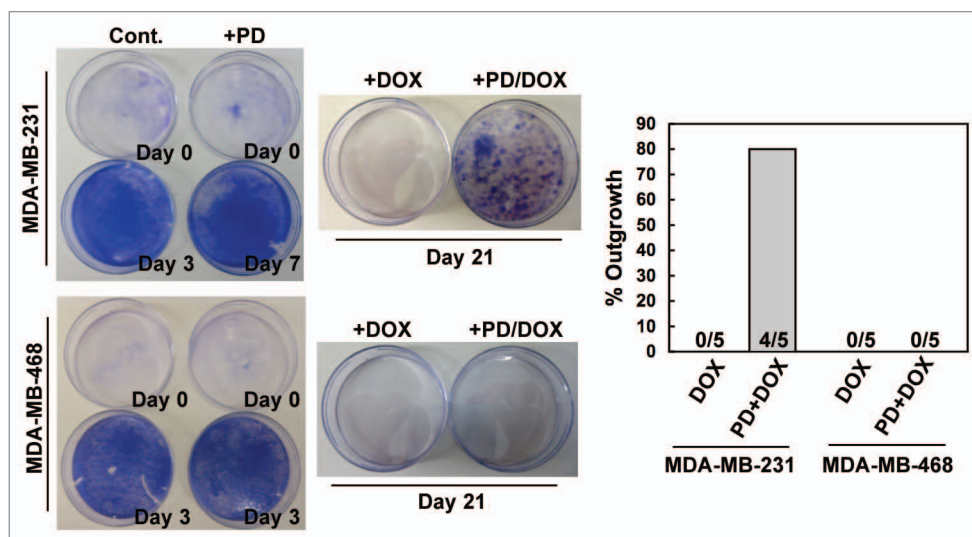 Cont. +PD
MDA-MB-231
Day 0 Day 0
Day 3 Day 7
+DOX +PD/DOX
Day 21
MDA-MB-468
Day 0 Day 0
Day 3 Day 3
+DOX +PD/DOX
Day 21
% Outgrowth
90
80
70
60
50
40
30
20
10
0
0/5 4/5 0/5 0/5
DOX PD+DOX DOX PD+DOX
MDA-MB-231 MDA-MB-468